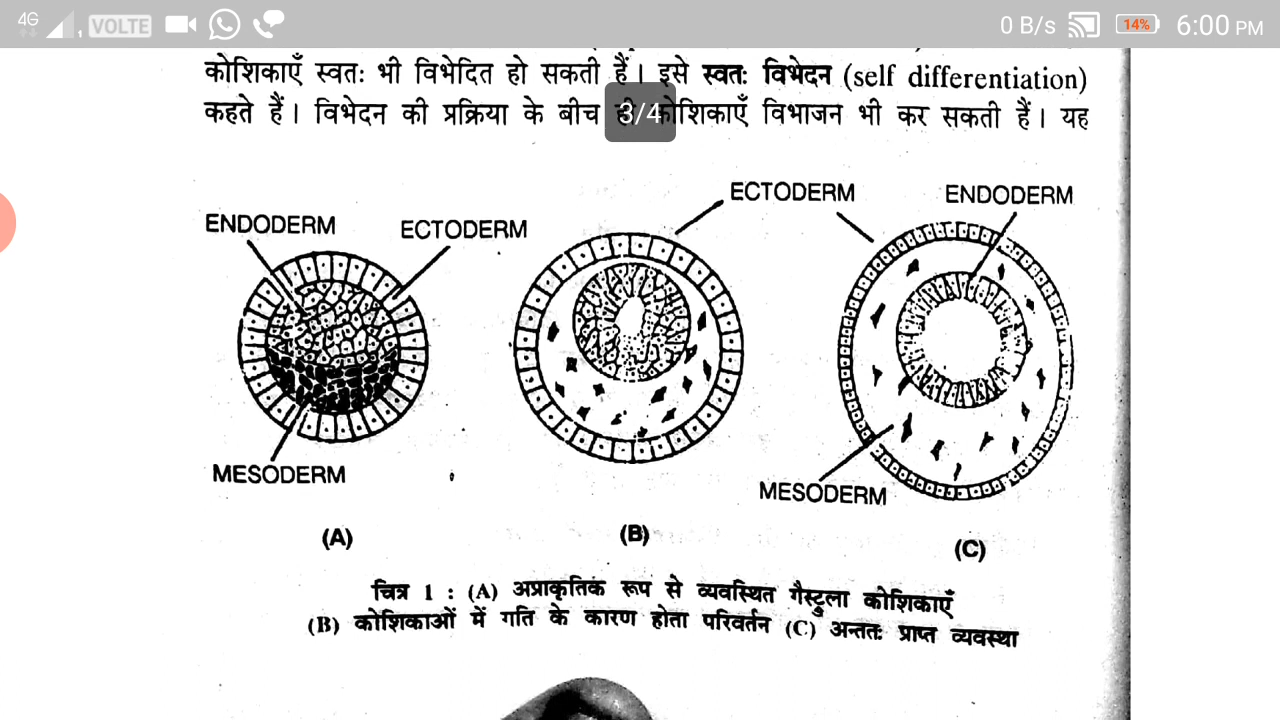 4G VOLTE 0 B/s 14% 6:00 PM
कोशिकाएँ स्वतः भी विभेदित हो सकती हैं। इसे स्वतः विभेदन (self differentiation)
कहते हैं। विभेदन की प्रक्रिया के बीच ही कोशिकाएँ विभाजन भी कर सकती हैं। यह
3/4
ENDODERM ECTODERM ECTODERM ENDODERM
MESODERM MESODERM
(A) (B) (C)
चित्र 1 : (A) अप्राकृतिक रूप से व्यवस्थित गैस्ट्रुला कोशिकाएँ
(B) कोशिकाओं में गति के कारण होता परिवर्तन (C) अन्ततः प्राप्त व्यवस्था